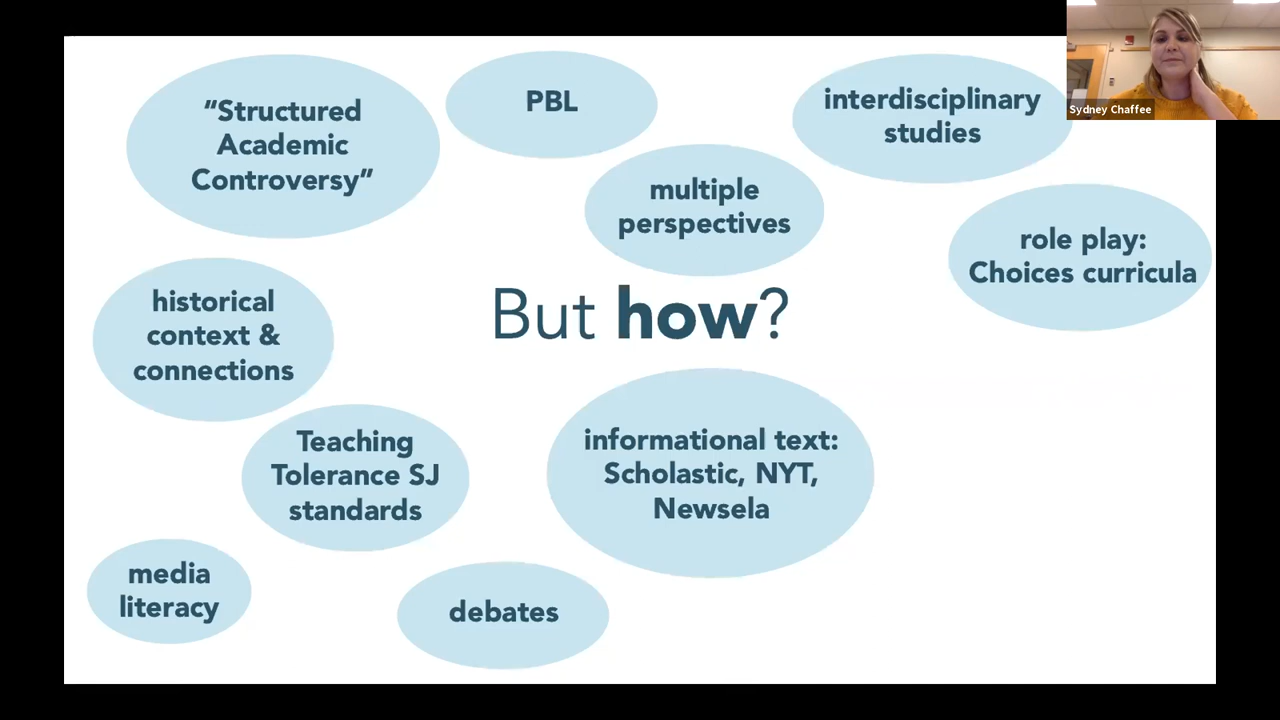 "Structured
Academic
Controversy"
PBL
interdisciplinary
studies
Sydney Chaffee
multiple
perspectives
role play:
Choices curricula
historical
context &
connections
But how?
Teaching
Tolerance SJ
standards
informational text:
Scholastic, NYT,
Newsela
media
literacy
debates